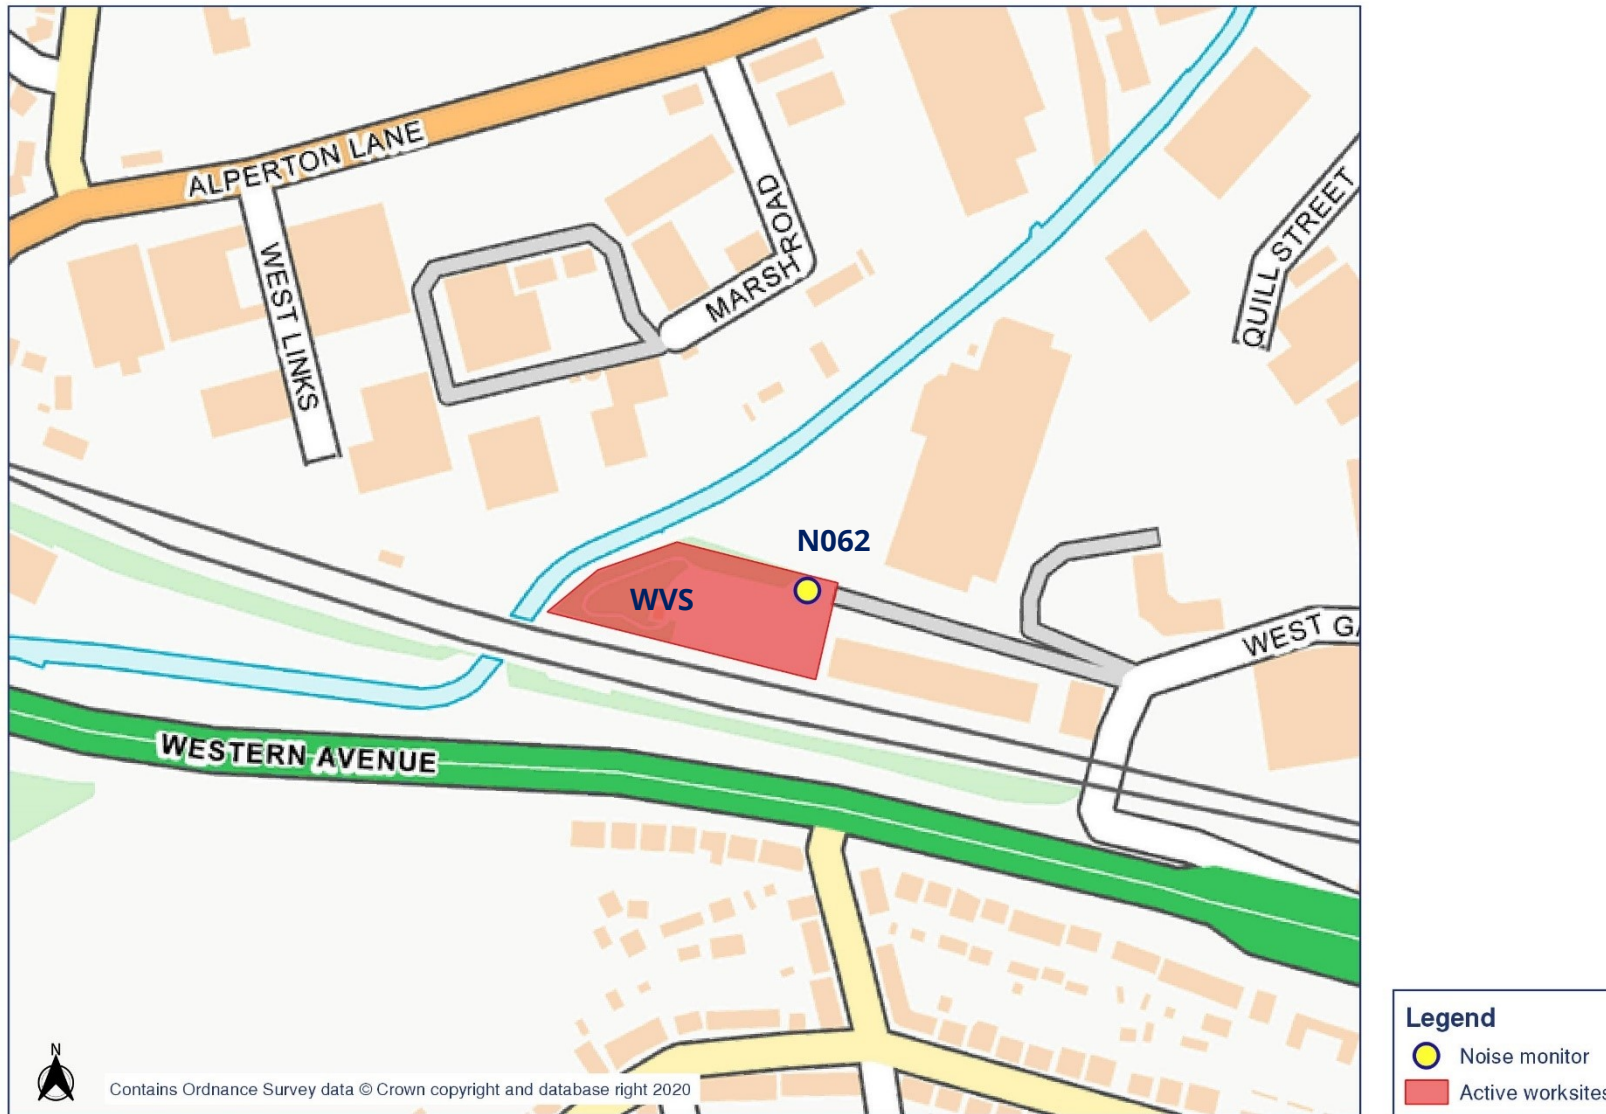 ALPERTON LANE
WEST LINKS
MARSH ROAD
QUILL STREET
N062
WVS
WEST GA
WESTERN AVENUE
N
Contains Ordnance Survey data © Crown copyright and database right 2020
Legend
Noise monitor
Active worksites